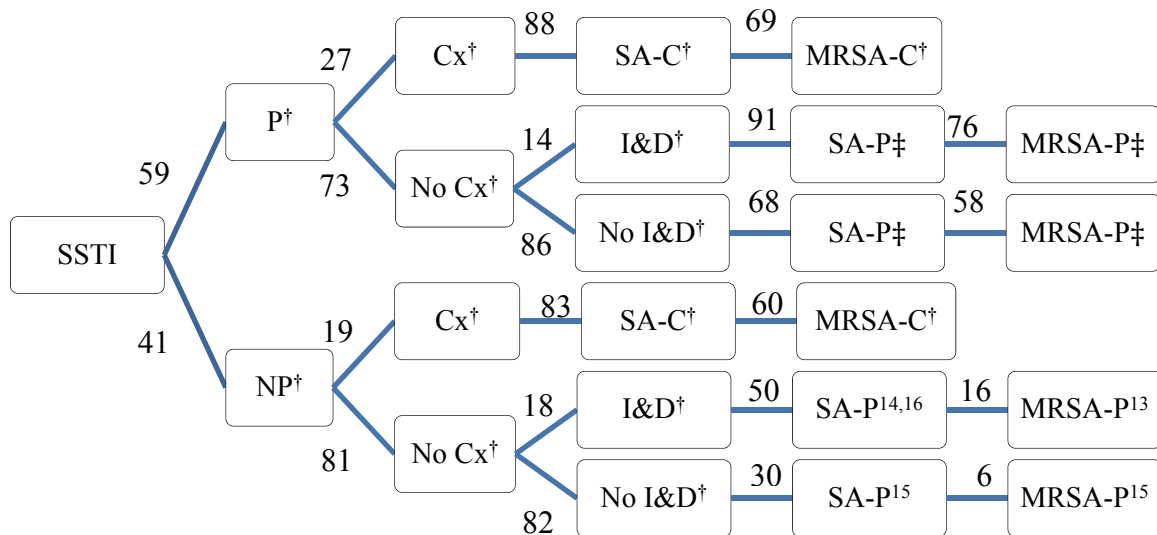 88 69
27 Cx† SA-C† MRSA-C†
P† 14 I&D† 91 SA-P‡ 76 MRSA-P‡
59 73 No Cx†
86 No I&D† 68 SA-P‡ 58 MRSA-P‡
SSTI
41 19 Cx† 83 SA-C† 60 MRSA-C†
NP† 18 I&D† 50 SA-P14,16 16 MRSA-P13
81 No Cx†
82 No I&D† 30 SA-P15 6 MRSA-P15